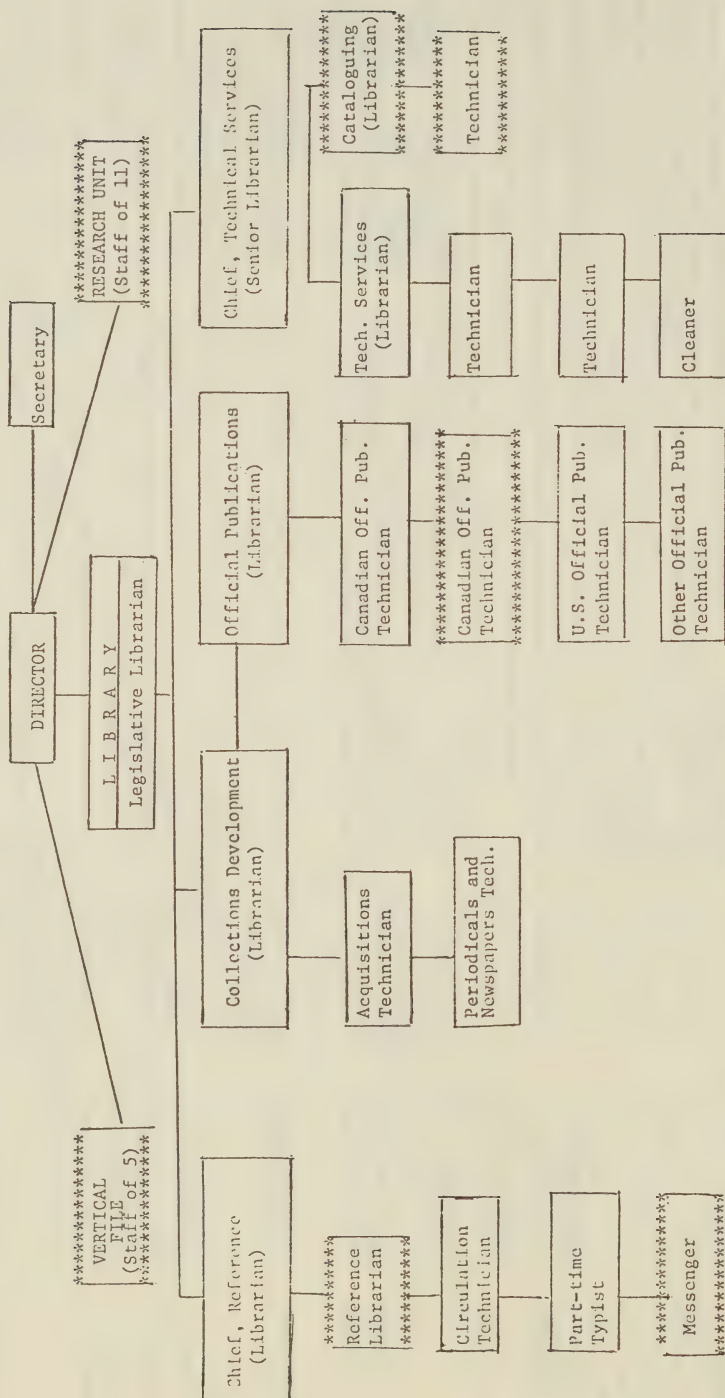 DIRECTOR
Secretary
****************
VERTICAL
FILE
(Staff of 5)
****************
L I B R A R Y
Legislative Librarian
****************
RESEARCH UNIT
(Staff of 11)
****************
Chief, Reference
(Librarian)
Collections Development
(Librarian)
Official Publications
(Librarian)
Chief, Technical Services
(Senior Librarian)
****************
Reference
Librarian
****************
Circulation
Technician
Part-time
Typist
****************
Messenger
****************
Acquisitions
Technician
Periodicals and
Newspapers Tech.
Canadian Off. Pub.
Technician
********************
Canadian Off. Pub.
Technician
********************
U.S. Official Pub.
Technician
Other Official Pub.
Technician
Tech. Services
(Librarian)
Technician
Technician
Cleaner
*************
Cataloguing
(Librarian)
*************
*************
Technician
*************